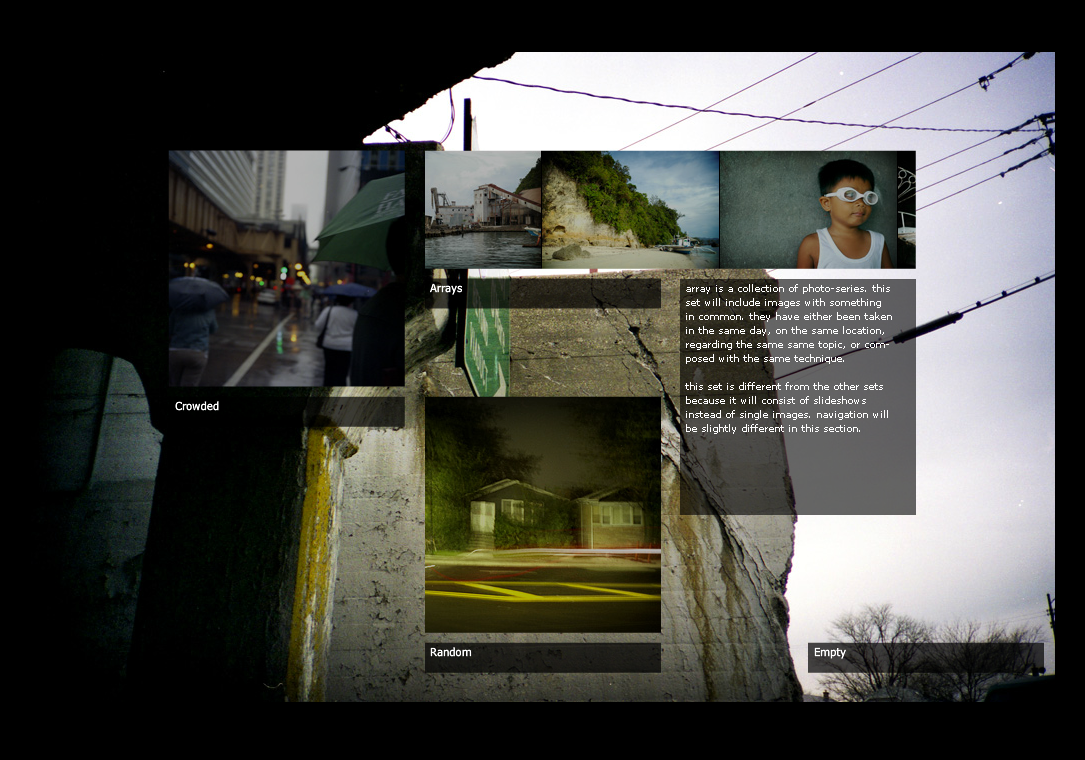 Arrays
array is a collection of photo-series. this
set will include images with something
in common. they have either been taken
in the same day, on the same location,
regarding the same same topic, or com-
posed with the same technique.
this set is different from the other sets
because it will consist of slideshows
instead of single images. navigation will
be slightly different in this section.
Crowded
Random
Empty